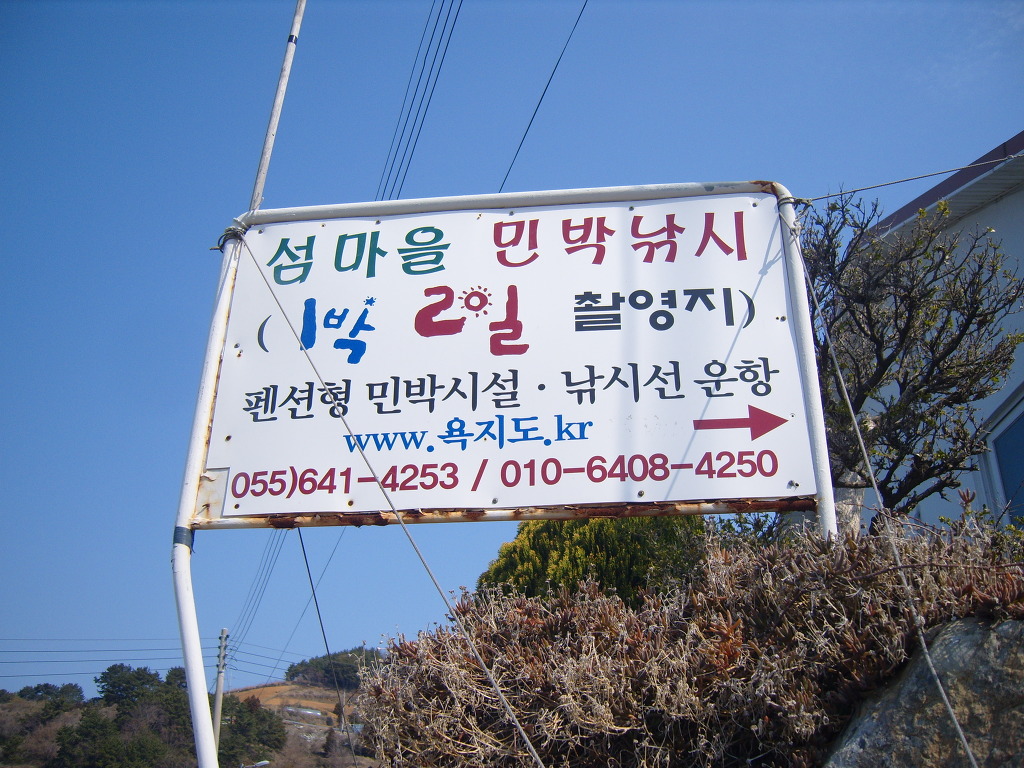 섬마을 민박낚시
(1박 2일 촬영지)
펜션형 민박시설 · 낚시선 운항
www.욕지도.kr
055)641-4253 / 010-6408-4250